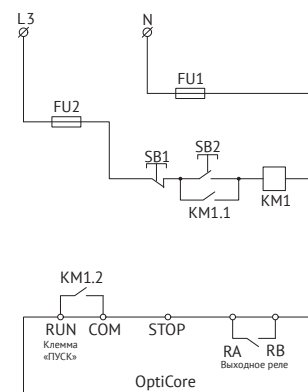 L3 N
FU1
FU2
SB1 SB2
KM1.1 KM1
KM1.2
RUN COM STOP RA RB
Клемма
«ПУСК»
Выходное реле
OptiCore